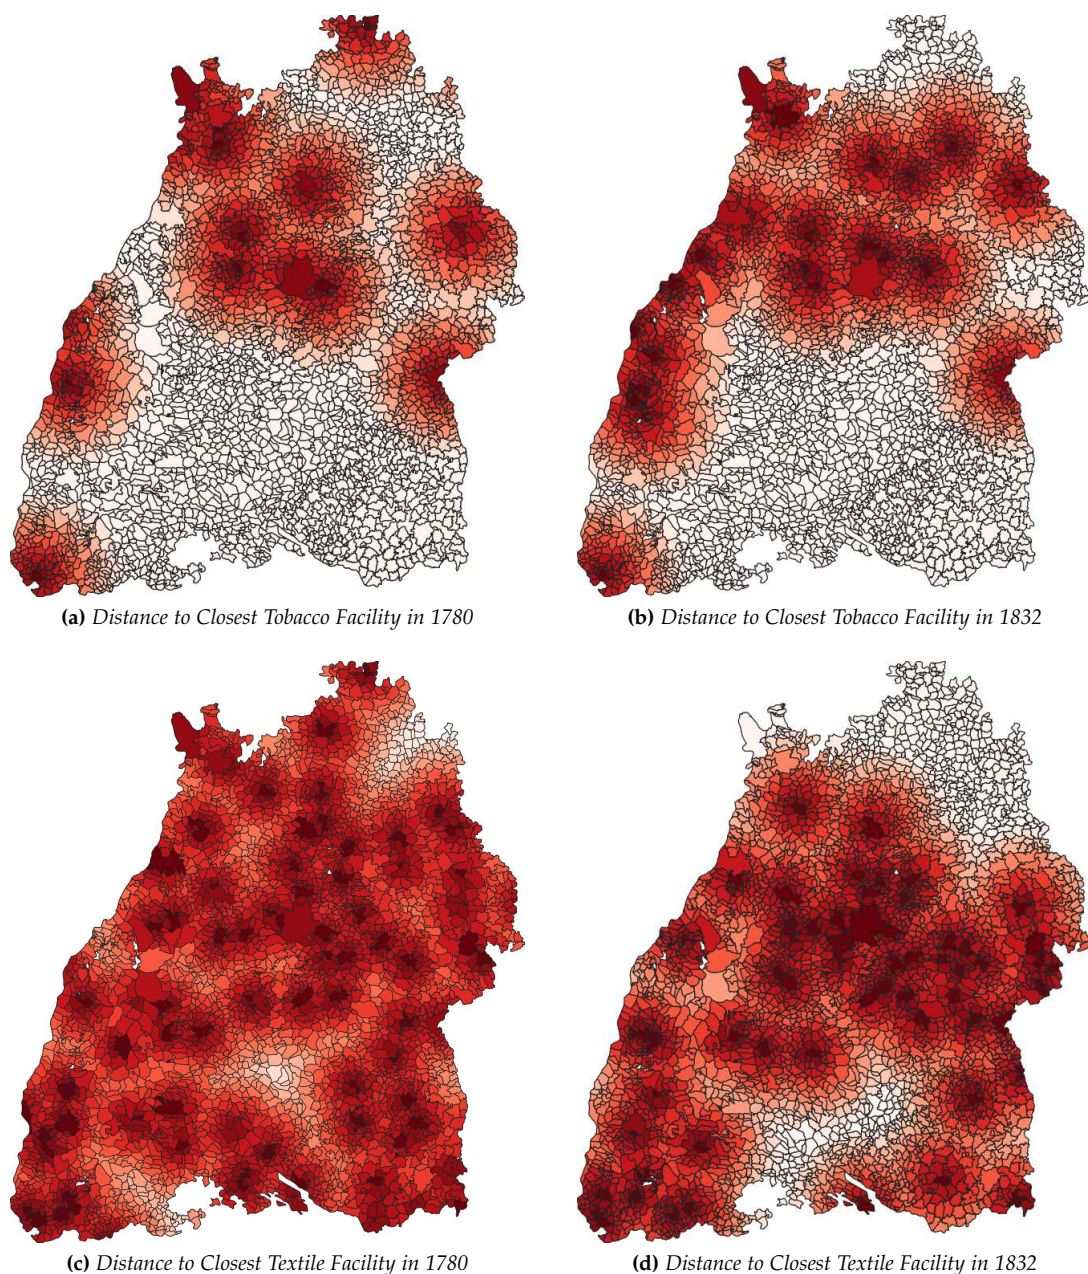 (a) Distance to Closest Tobacco Facility in 1780
(b) Distance to Closest Tobacco Facility in 1832
(c) Distance to Closest Textile Facility in 1780
(d) Distance to Closest Textile Facility in 1832